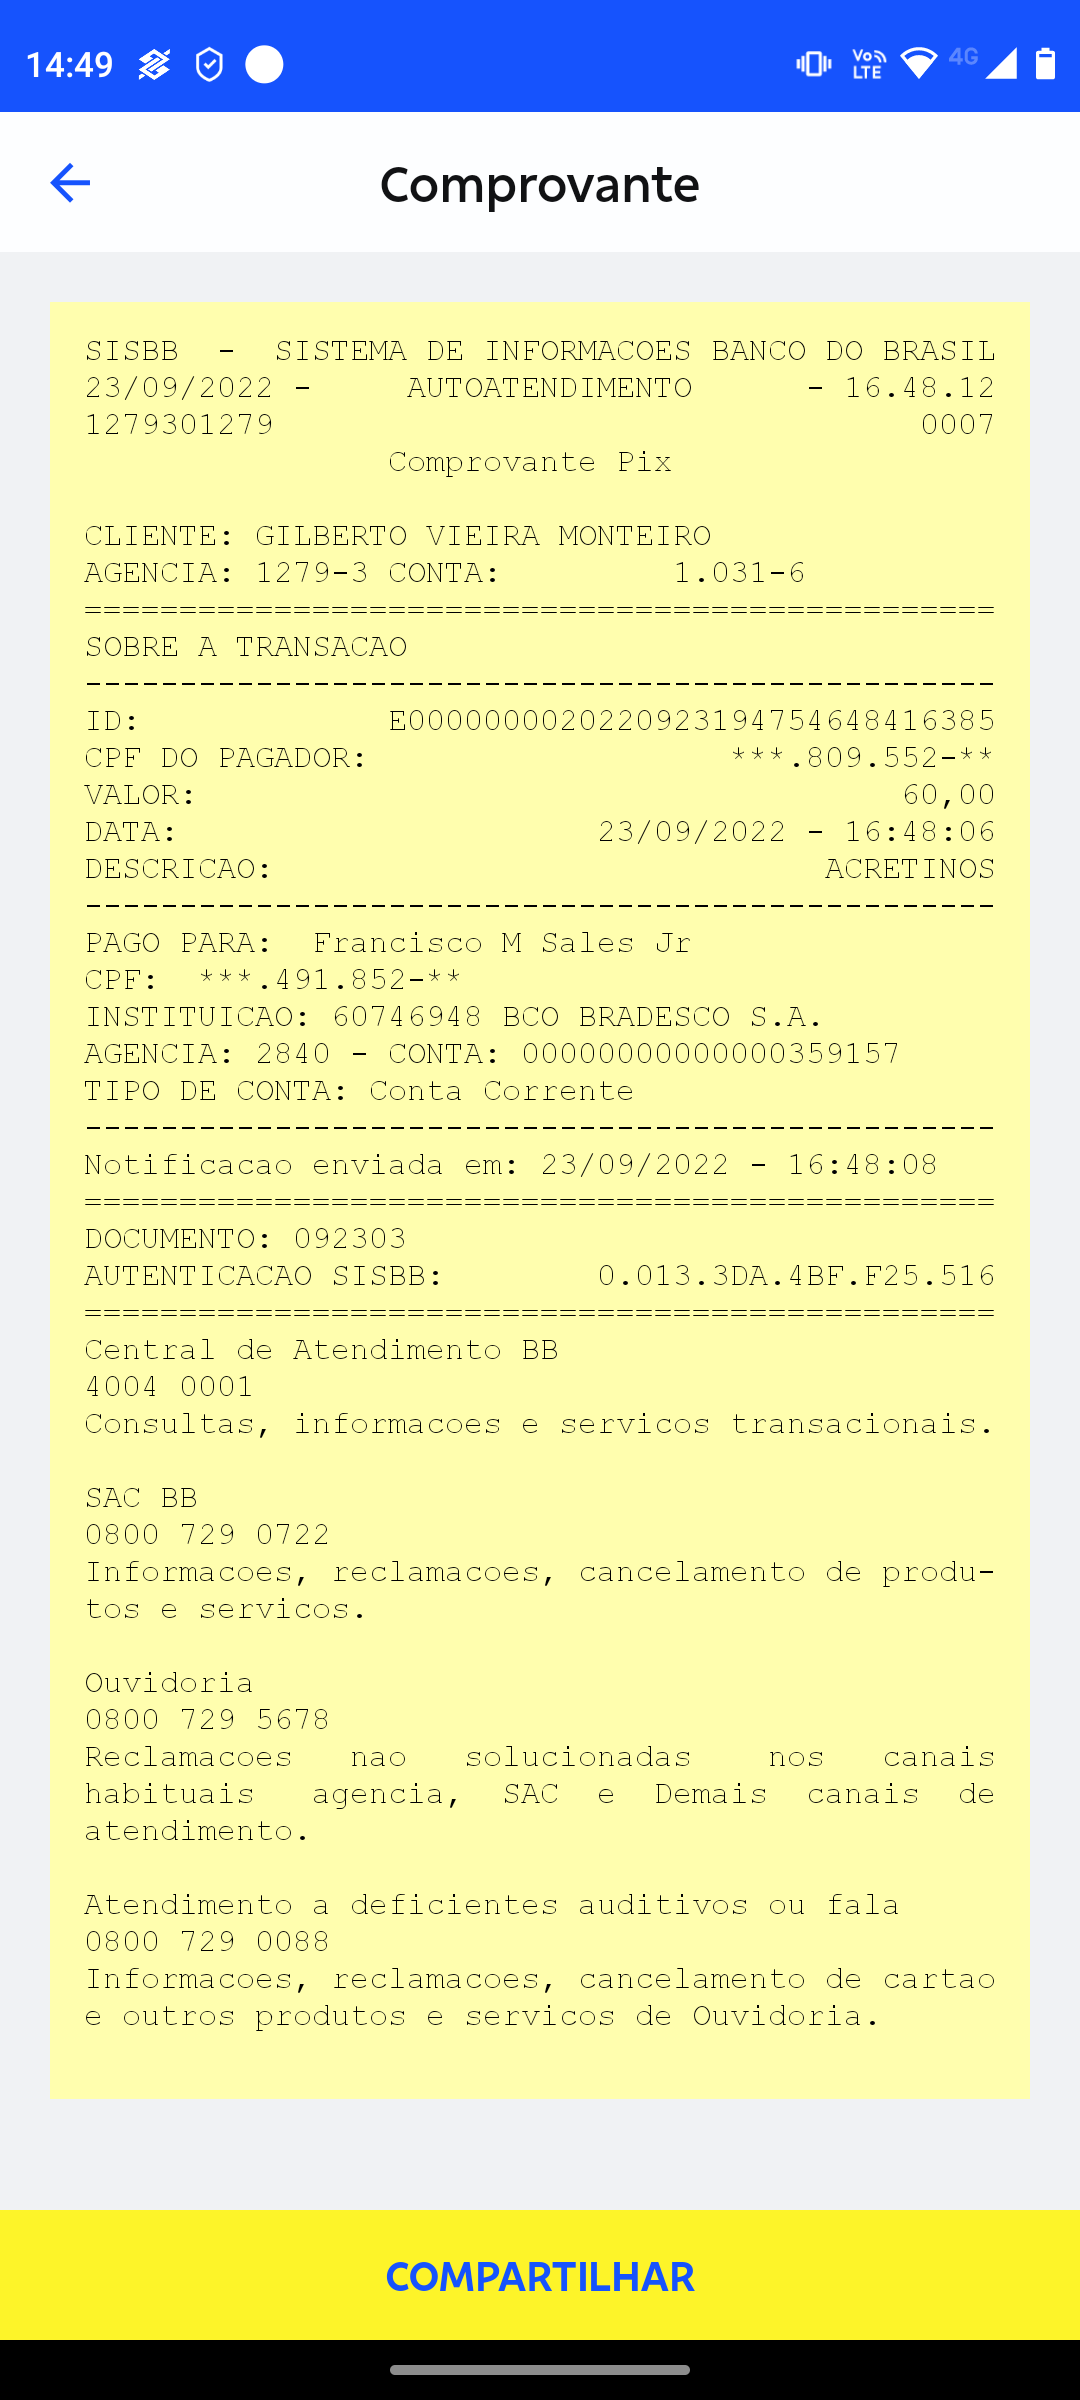 14:49
Vo LTE 4G
Comprovante
SISBB - SISTEMA DE INFORMACOES BANCO DO BRASIL
23/09/2022 - AUTOATENDIMENTO - 16.48.12
1279301279 0007
Comprovante Pix
CLIENTE: GILBERTO VIEIRA MONTEIRO
AGENCIA: 1279-3 CONTA: 1.031-6
================================================
SOBRE A TRANSACAO
------------------------------------------------
ID: E0000000020220923194754648416385
CPF DO PAGADOR: ***.809.552-**
VALOR: 60,00
DATA: 23/09/2022 - 16:48:06
DESCRICAO: ACRETINOS
------------------------------------------------
PAGO PARA: Francisco M Sales Jr
CPF: ***.491.852-**
INSTITUICAO: 60746948 BCO BRADESCO S.A.
AGENCIA: 2840 - CONTA: 00000000000000359157
TIPO DE CONTA: Conta Corrente
------------------------------------------------
Notificacao enviada em: 23/09/2022 - 16:48:08
================================================
DOCUMENTO: 092303
AUTENTICACAO SISBB: 0.013.3DA.4BF.F25.516
================================================
Central de Atendimento BB
4004 0001
Consultas, informacoes e servicos transacionais.
SAC BB
0800 729 0722
Informacoes, reclamacoes, cancelamento de produ-
tos e servicos.
Ouvidoria
0800 729 5678
Reclamacoes nao solucionadas nos canais
habituais agencia, SAC e Demais canais de
atendimento.
Atendimento a deficientes auditivos ou fala
0800 729 0088
Informacoes, reclamacoes, cancelamento de cartao
e outros produtos e servicos de Ouvidoria.
COMPARTILHAR